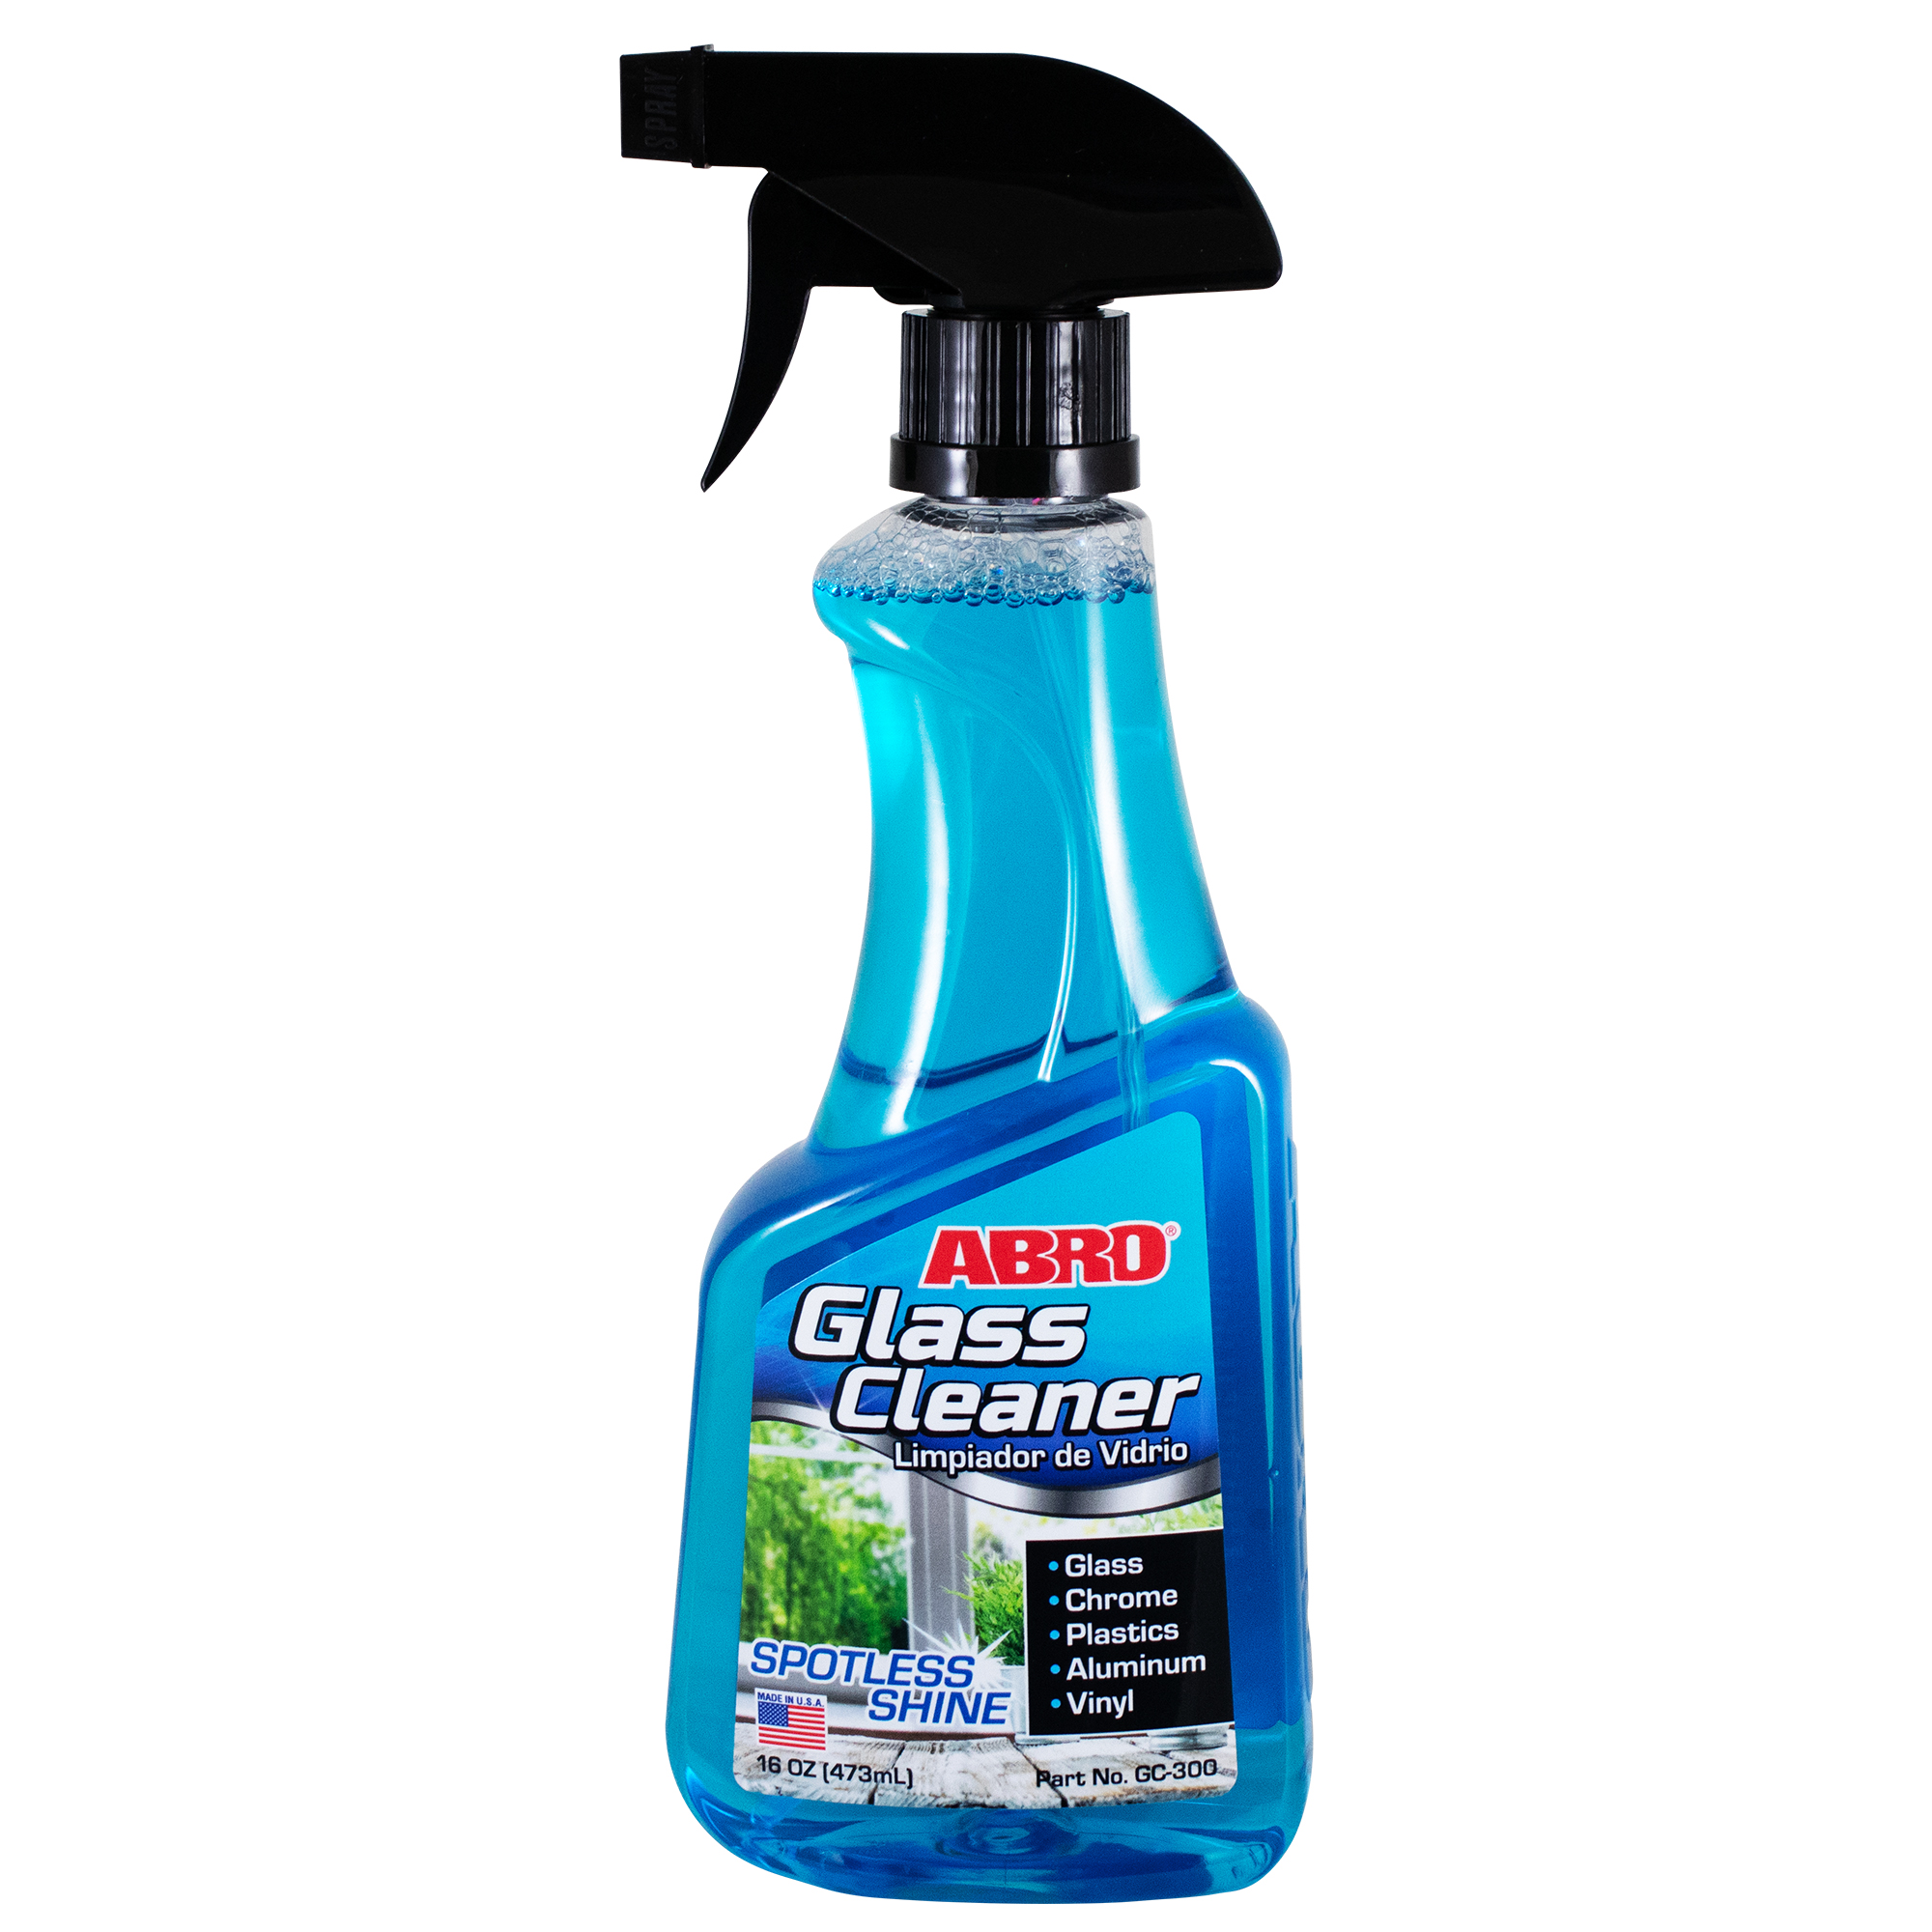 SPRAY
ABRO®
Glass
Cleaner
Limpiador de Vidrio
• Glass
• Chrome
• Plastics
• Aluminum
• Vinyl
SPOTLESS
SHINE
MADE IN U.S.A.
16 OZ (473mL)
Part No. GC-300